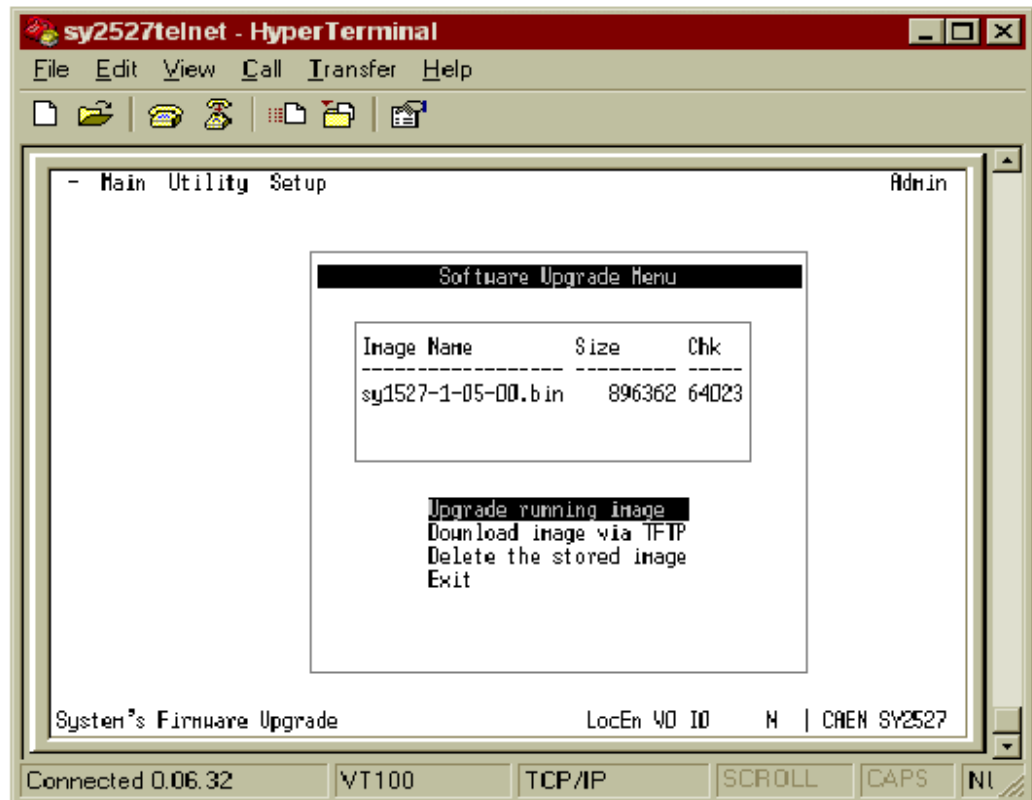 sy2527telnet - HyperTerminal
File Edit View Call Transfer Help
- Main Utility Setup Admin
Software Upgrade Menu
Image Name Size Chk
------------------ --------- -----
sy1527-1-05-00.bin 896362 64023
Upgrade running image
Download image via TFTP
Delete the stored image
Exit
System's Firmware Upgrade LocEn V0 I0 N | CAEN SY2527
Connected 0.06.32 VT100 TCP/IP SCROLL CAPS